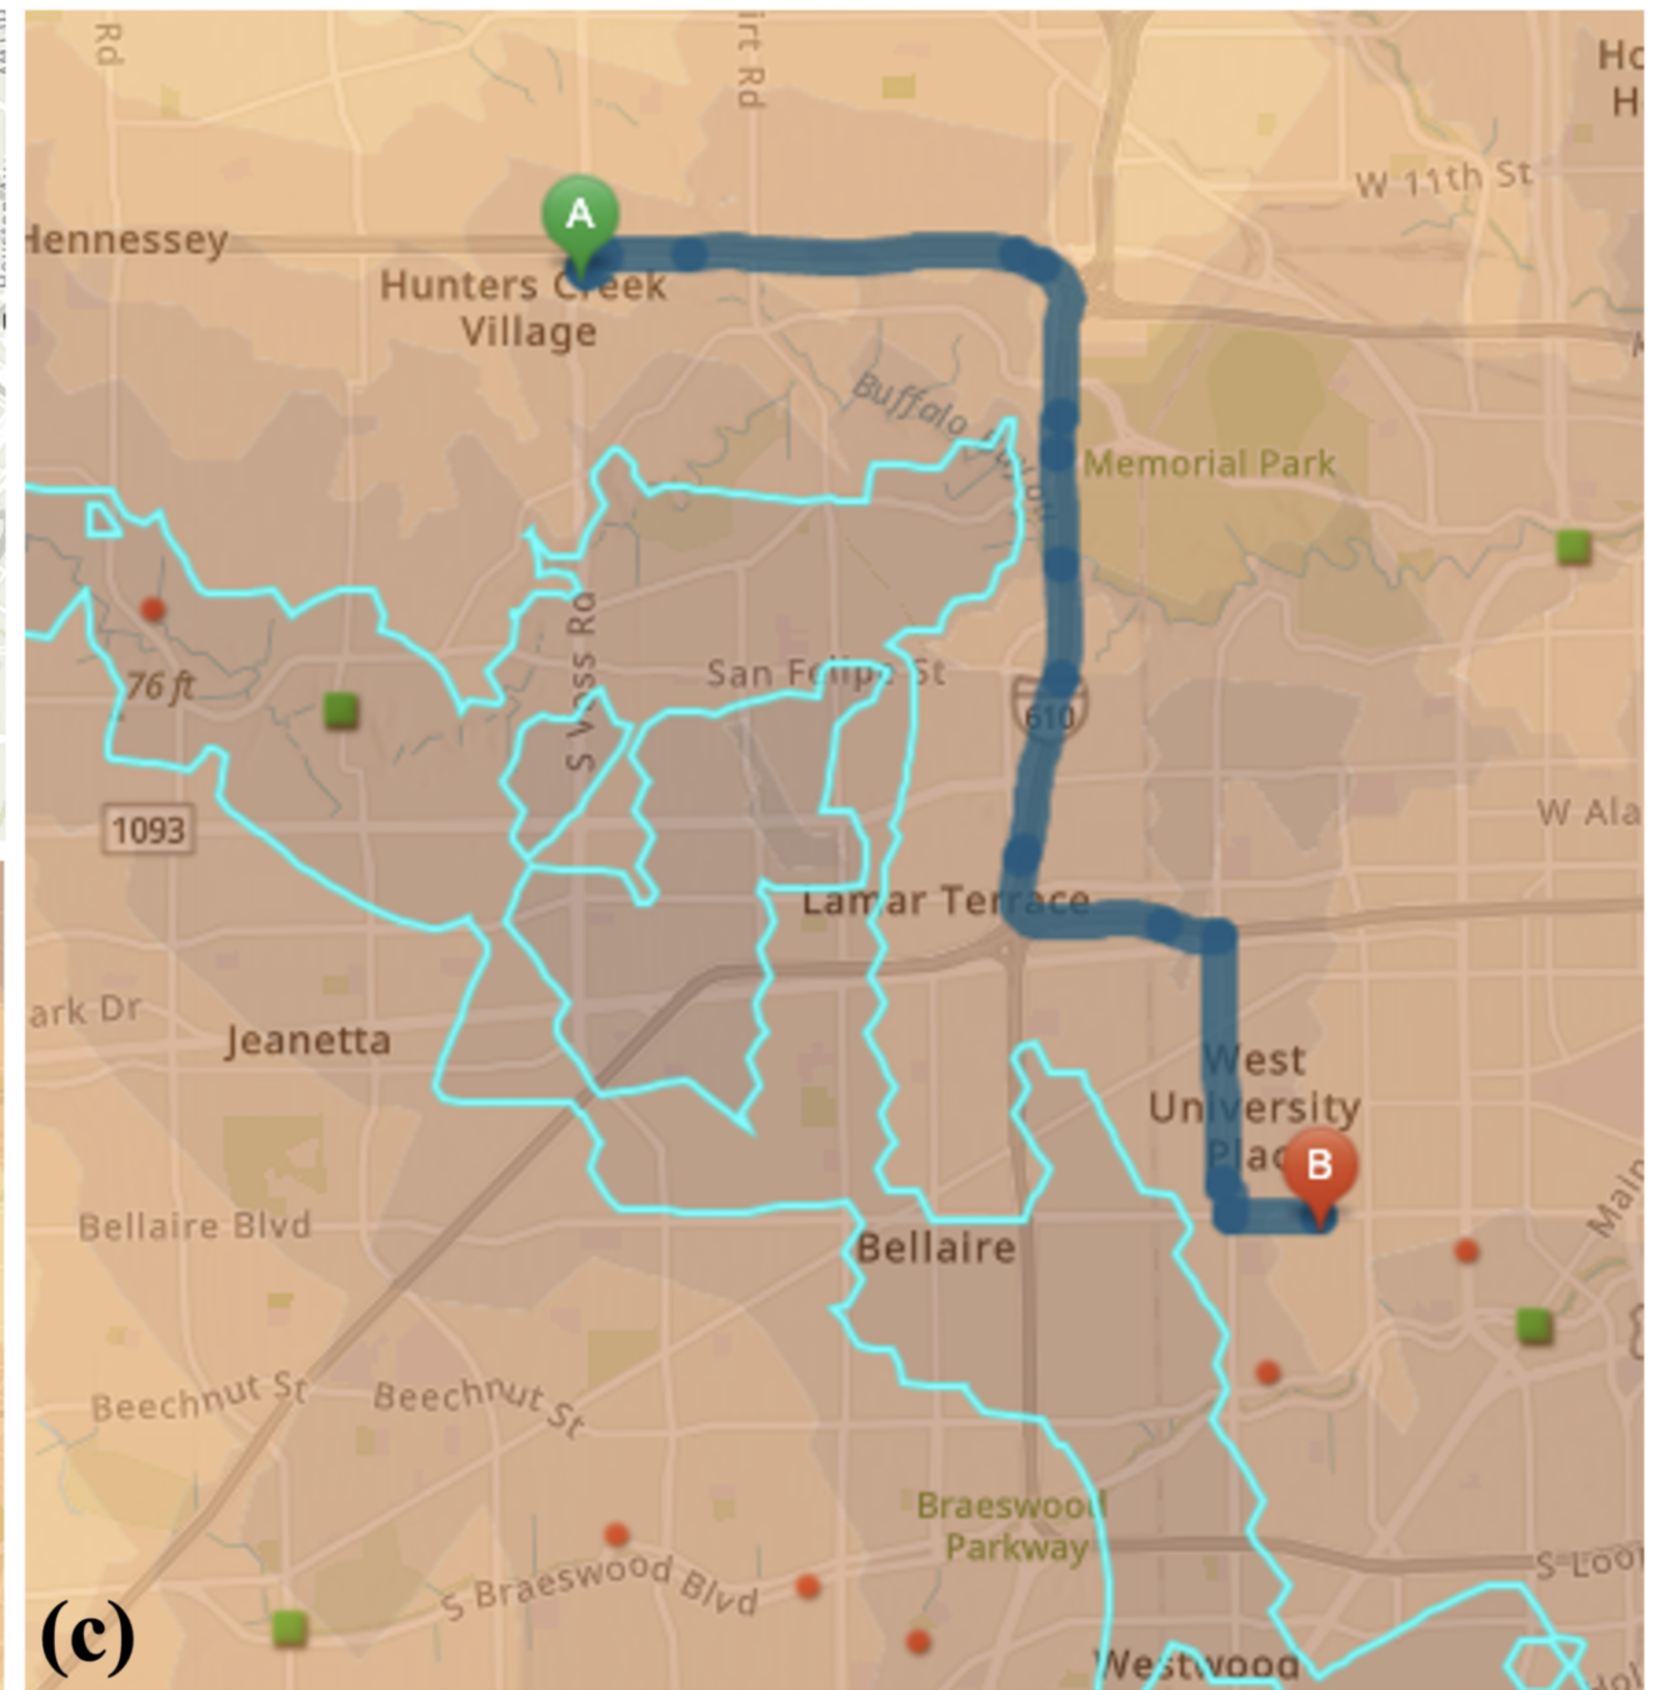 Rd
irt Rd
W 11th St
A
Hennessey
Hunters Creek
Village
Buffalo
Memorial Park
S Voss Rd
San Felipe St
76 ft
610
1093
W Ala
Lamar Terrace
ark Dr
Jeanetta
West
University
Plac
B
Main
Bellaire Blvd
Bellaire
Beechnut St
Beechnut St
Braeswood
Parkway
S Braeswood Blvd
S Loo
(c)
Westwood